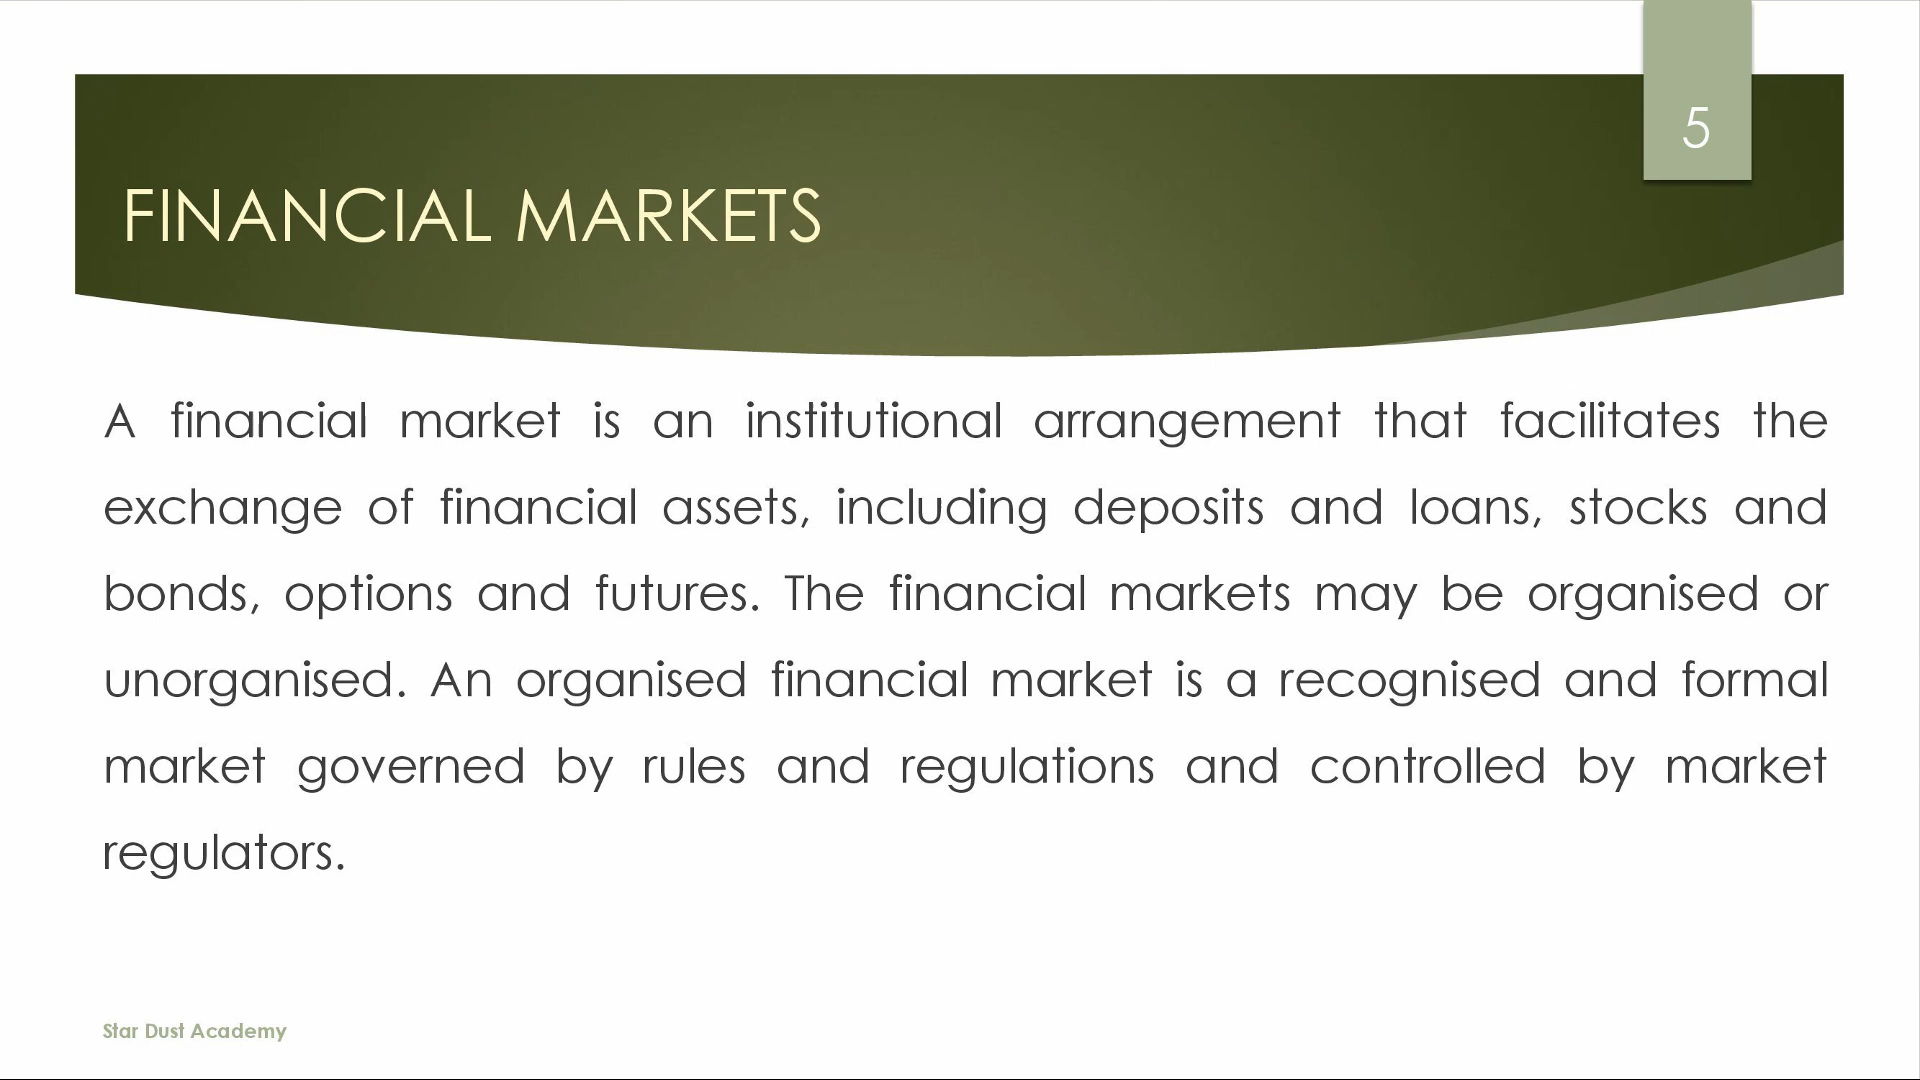 5
FINANCIAL MARKETS
A financial market is an institutional arrangement that facilitates the
exchange of financial assets, including deposits and loans, stocks and
bonds, options and futures. The financial markets may be organised or
unorganised. An organised financial market is a recognised and formal
market governed by rules and regulations and controlled by market
regulators.
Star Dust Academy